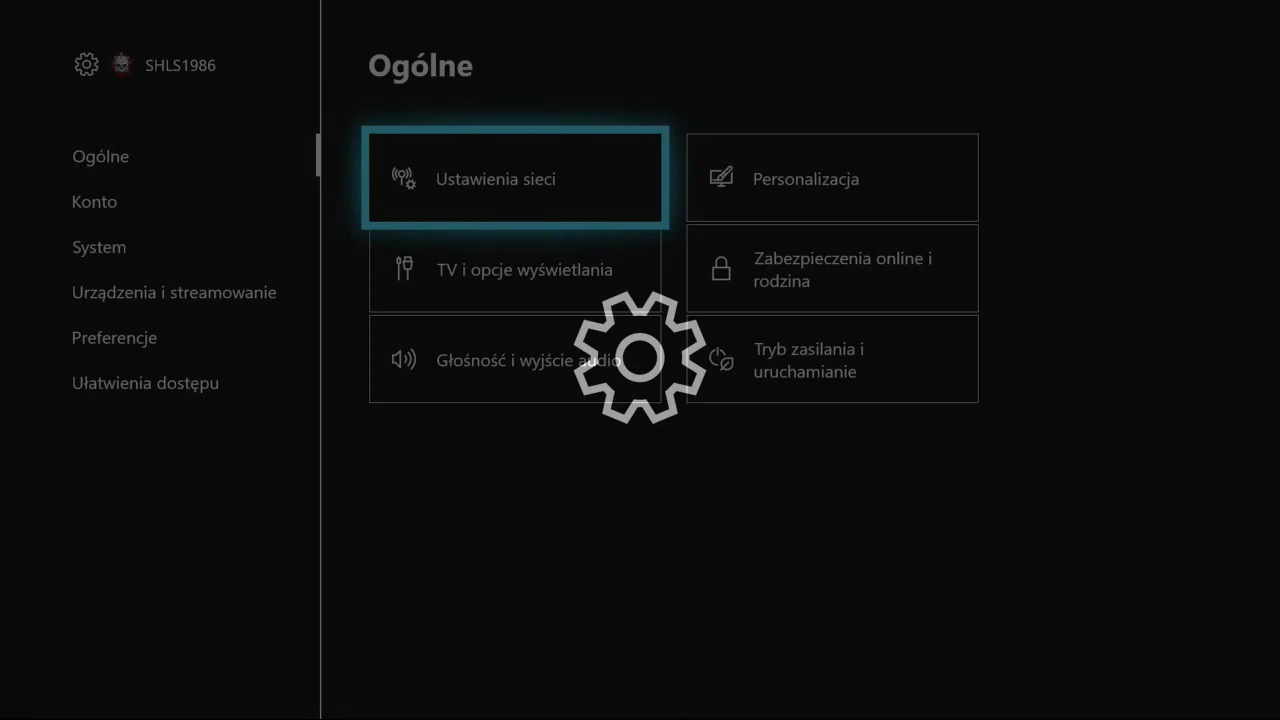 SHLS1986
Ogólne
Konto
System
Urządzenia i streamowanie
Preferencje
Ułatwienia dostępu
Ogólne
Ustawienia sieci
Personalizacja
TV i opcje wyświetlania
Zabezpieczenia online i
rodzina
Głośność i wyjście audio
Tryb zasilania i
uruchamianie